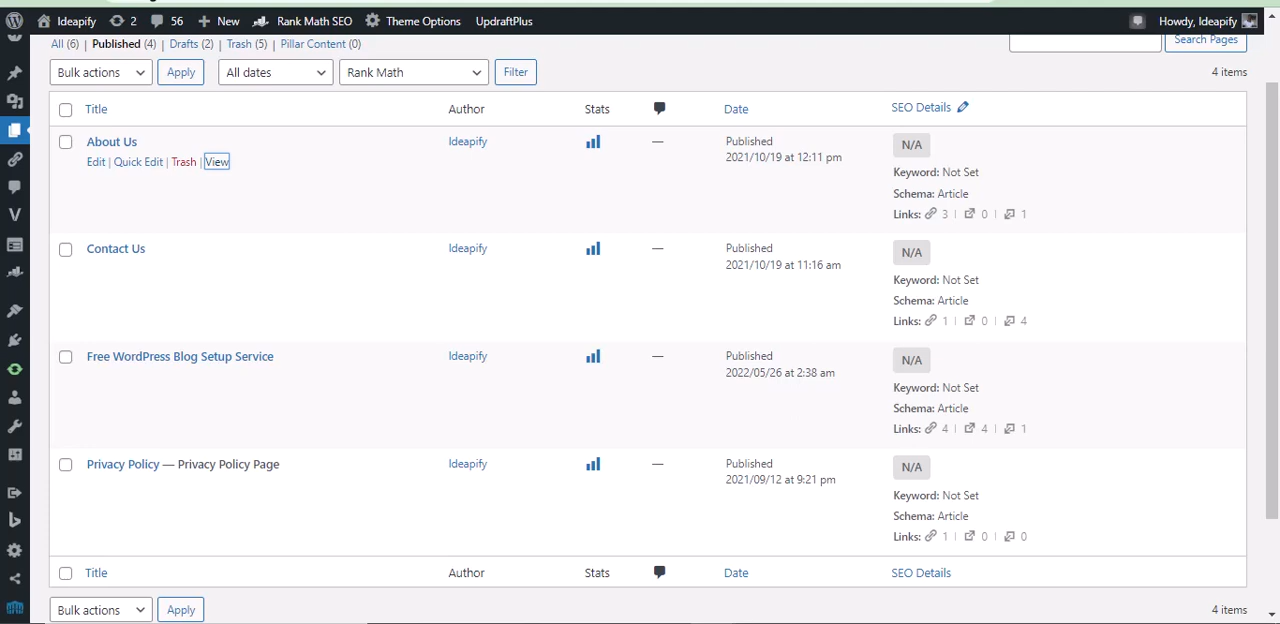 Ideapify 2 56 New Rank Math SEO Theme Options UpdraftPlus Howdy, Ideapify
All (6) | Published (4) | Drafts (2) | Trash (5) | Pillar Content (0) Search Pages
Bulk actions Apply All dates Rank Math Filter 4 items
Title Author Stats Date SEO Details
About Us Ideapify — Published N/A
2021/10/19 at 12:11 pm
Edit | Quick Edit | Trash | View
Keyword: Not Set
Schema: Article
Links: 3 | 0 | 1
Contact Us Ideapify — Published N/A
2021/10/19 at 11:16 am
Keyword: Not Set
Schema: Article
Links: 1 | 0 | 4
Free WordPress Blog Setup Service Ideapify — Published N/A
2022/05/26 at 2:38 am
Keyword: Not Set
Schema: Article
Links: 4 | 4 | 1
Privacy Policy — Privacy Policy Page Ideapify — Published N/A
2021/09/12 at 9:21 pm
Keyword: Not Set
Schema: Article
Links: 1 | 0 | 0
Title Author Stats Date SEO Details
Bulk actions Apply 4 items